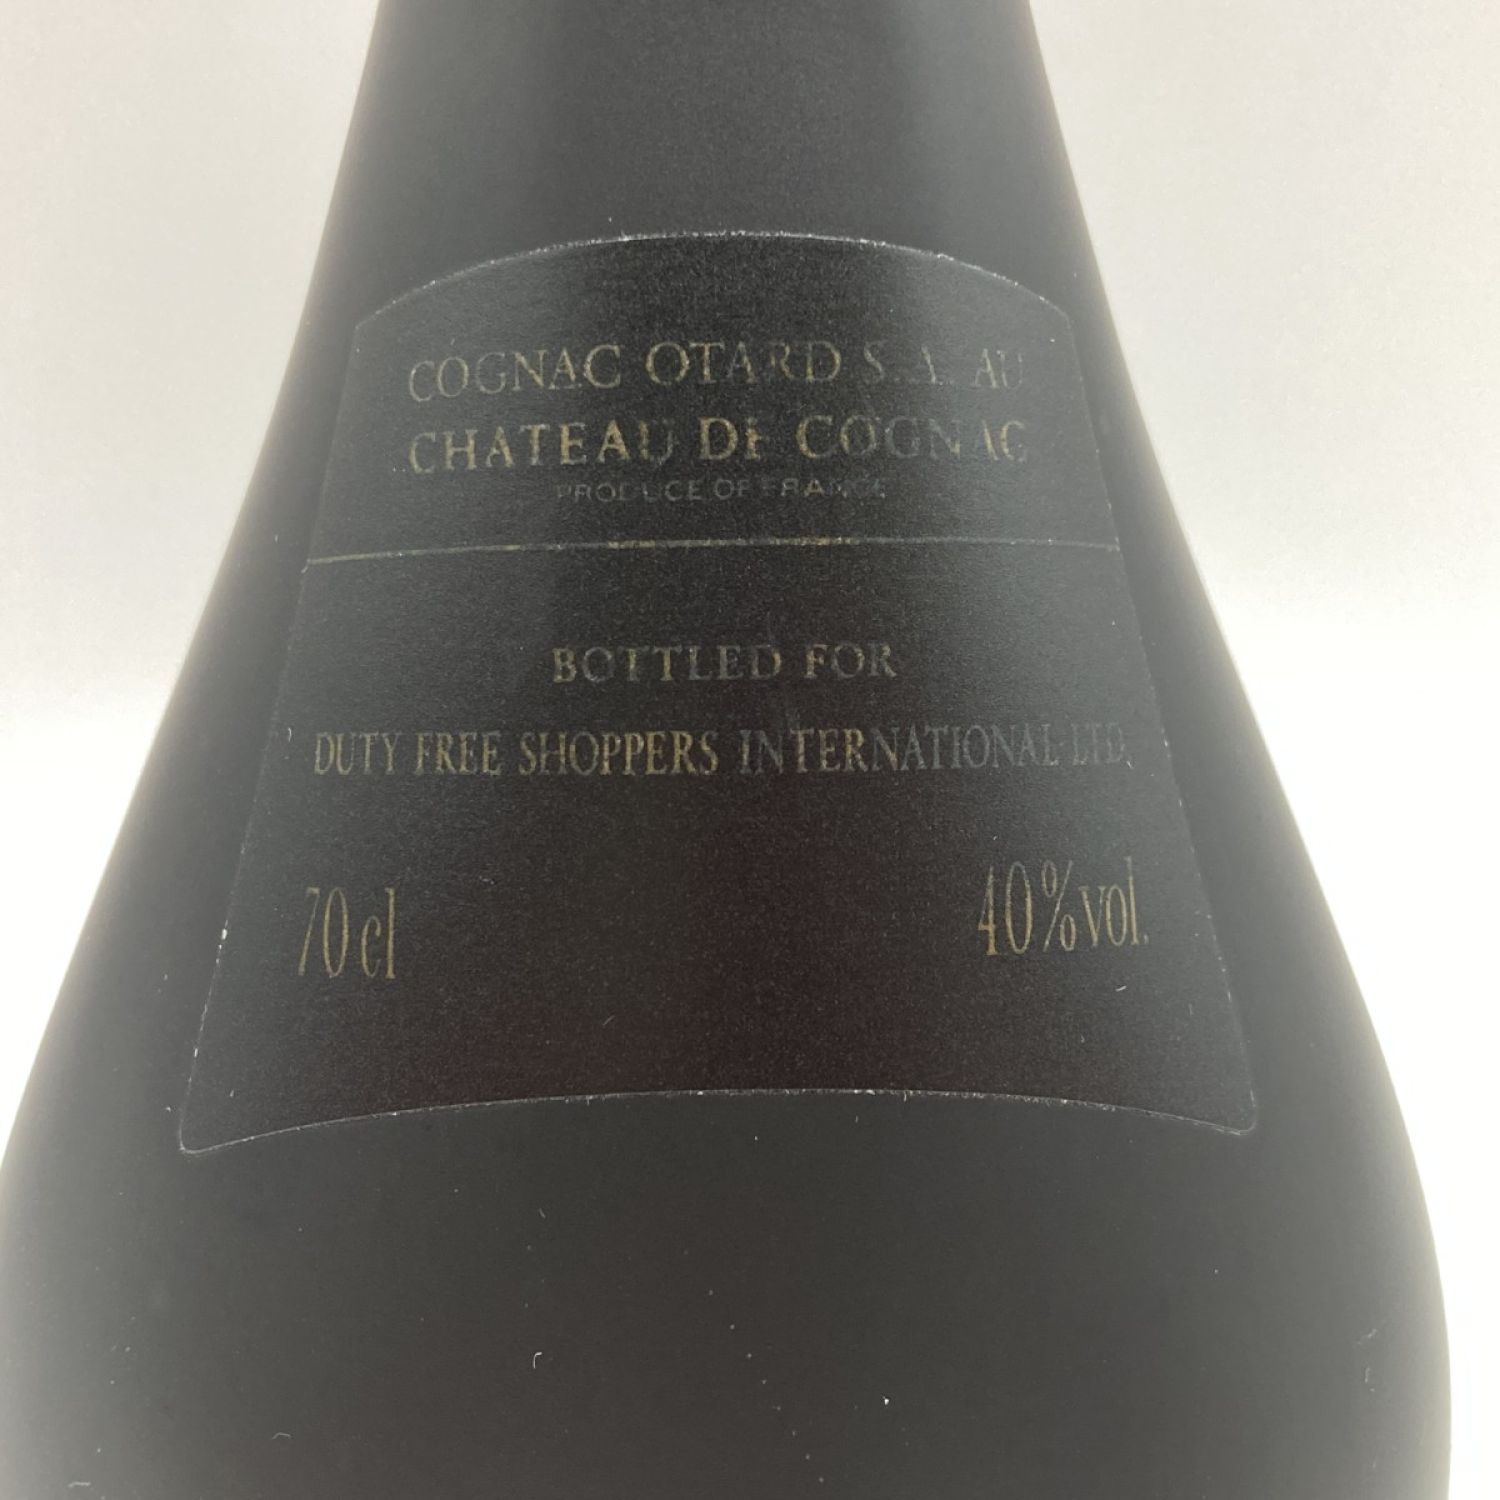 COGNAC OTARD S.A. AU
CHATEAU DE COGNAC
PRODUCE OF FRANCE
BOTTLED FOR
DUTY FREE SHOPPERS INTERNATIONAL LTD.
70 cl
40% vol.